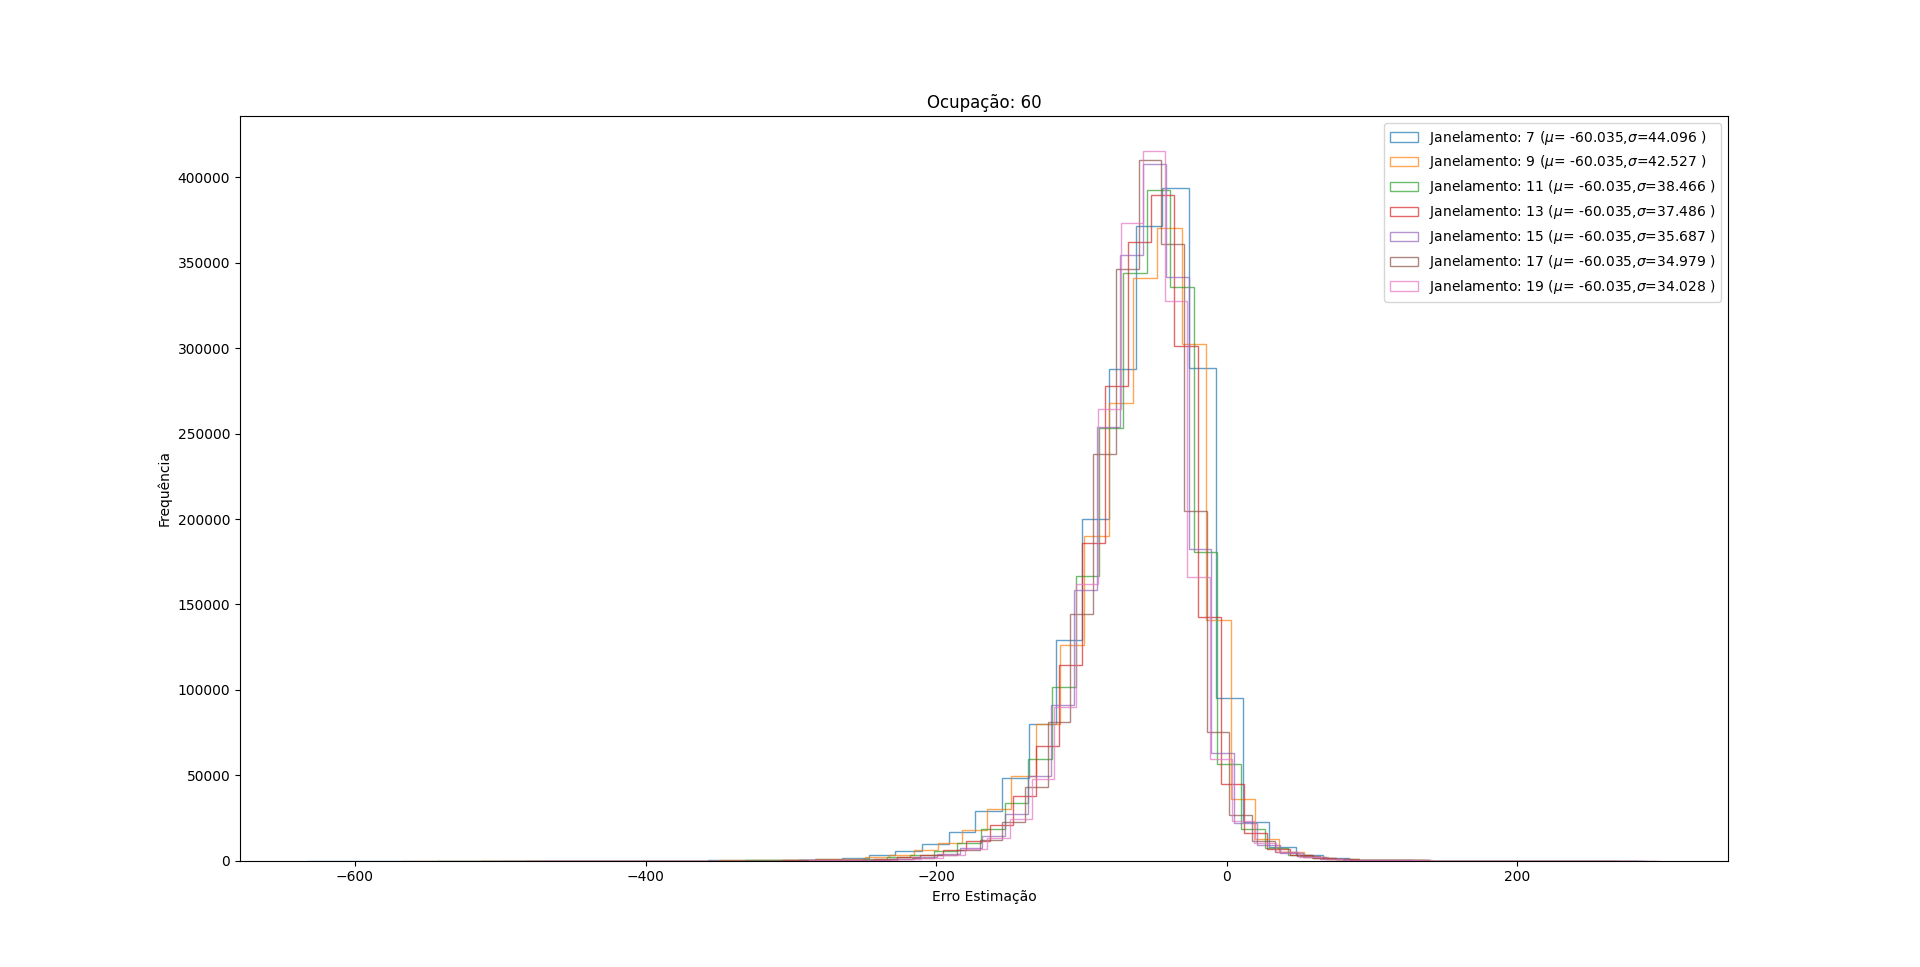 Ocupação: 60
Janelamento: 7 (μ= -60.035,σ=44.096 )
Janelamento: 9 (μ= -60.035,σ=42.527 )
Janelamento: 11 (μ= -60.035,σ=38.466 )
Janelamento: 13 (μ= -60.035,σ=37.486 )
Janelamento: 15 (μ= -60.035,σ=35.687 )
Janelamento: 17 (μ= -60.035,σ=34.979 )
Janelamento: 19 (μ= -60.035,σ=34.028 )
400000
350000
300000
250000
200000
150000
100000
50000
0
Frequência
−600 −400 −200 0 200
Erro Estimação